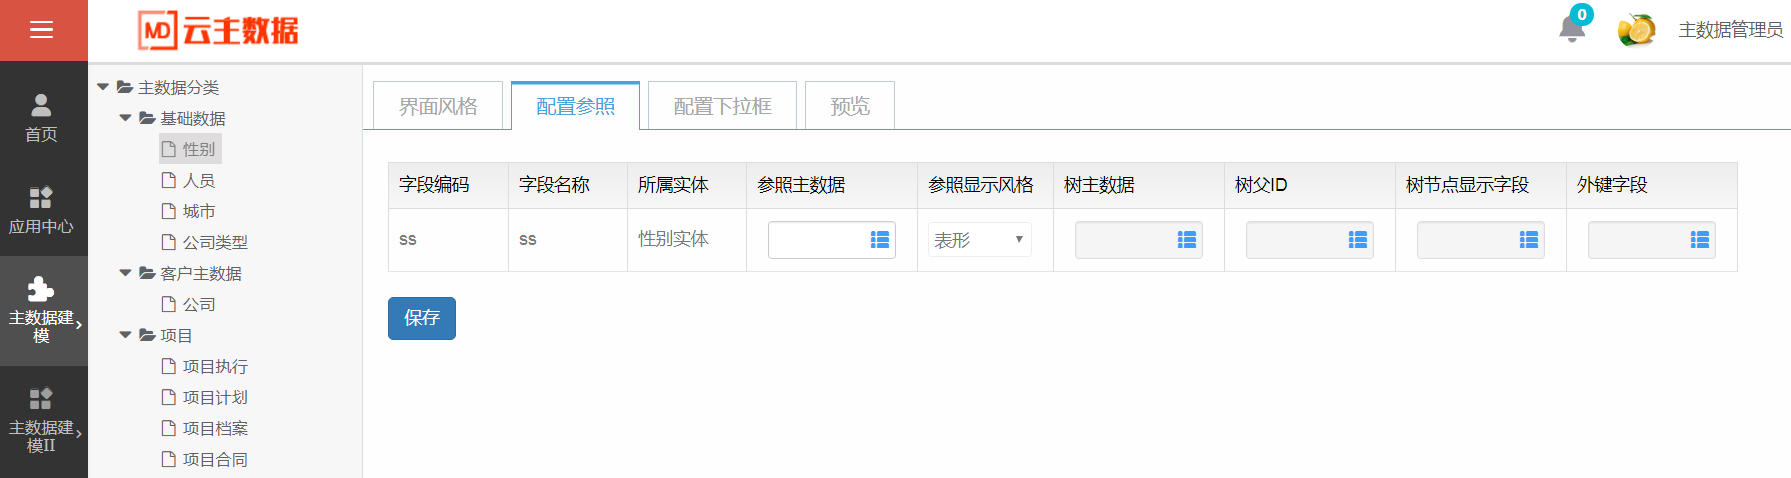 MD 云主数据
0
主数据管理员
首页
应用中心
主数据建
模
主数据建
模II
主数据分类
基础数据
性别
人员
城市
公司类型
客户主数据
公司
项目
项目执行
项目计划
项目档案
项目合同
界面风格 配置参照 配置下拉框 预览
字段编码 字段名称 所属实体 参照主数据 参照显示风格 树主数据 树父ID 树节点显示字段 外键字段
ss ss 性别实体 表形
保存